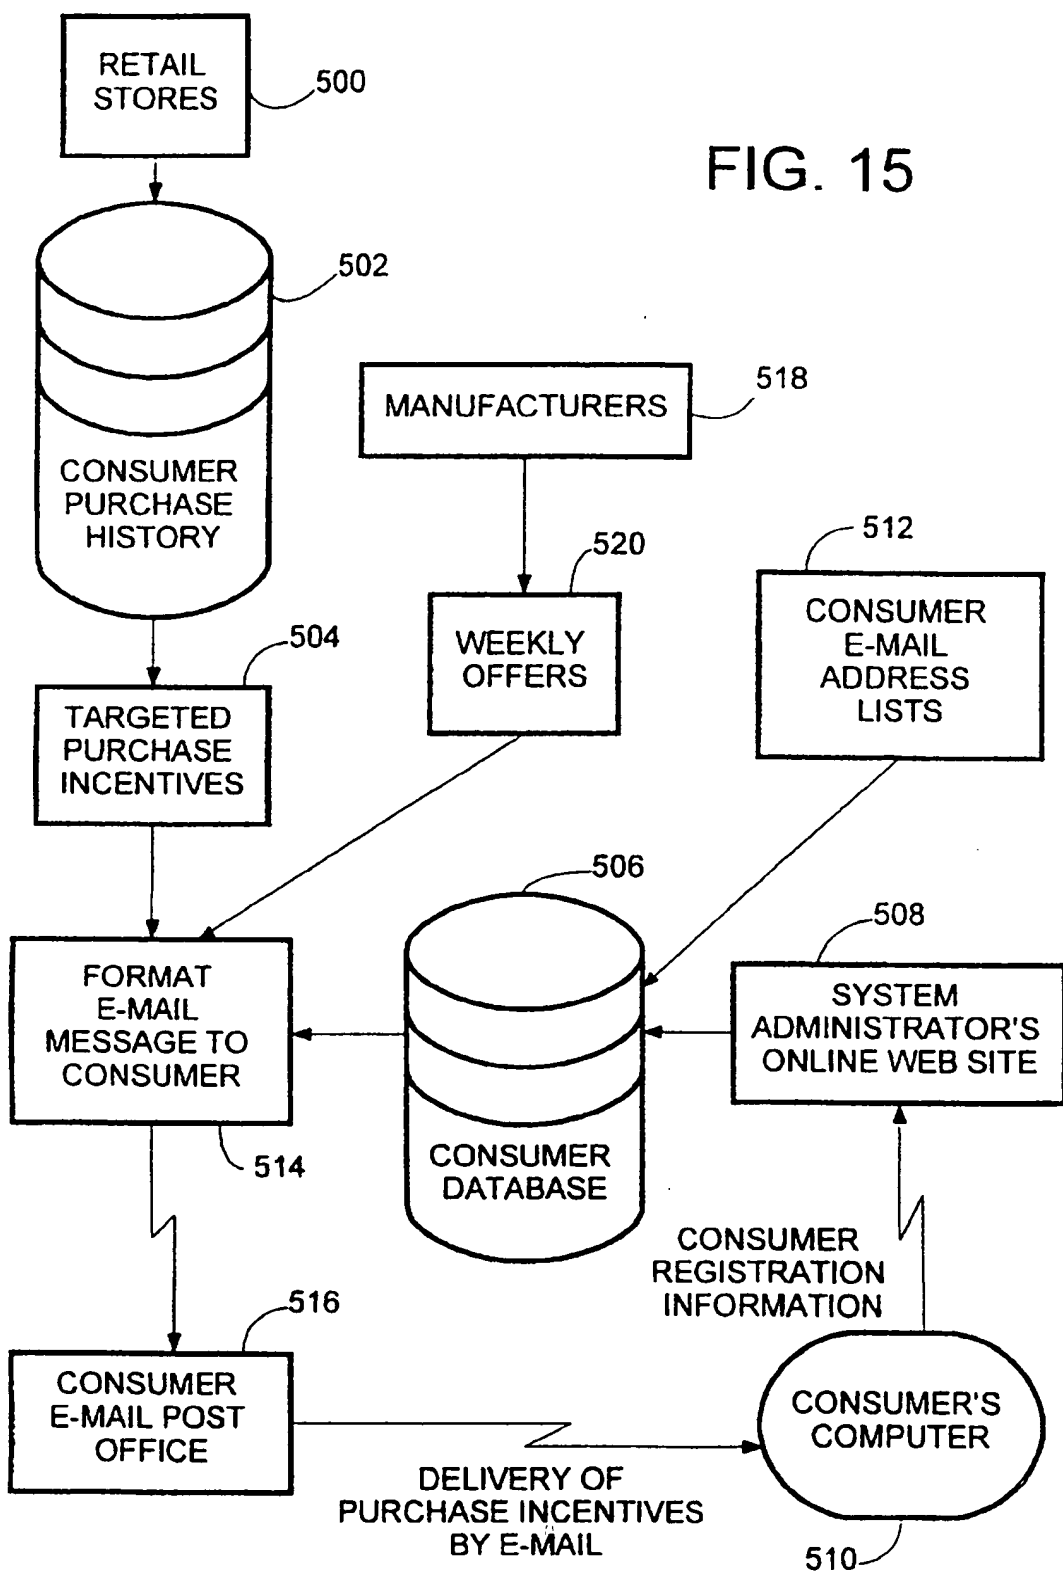 RETAIL
STORES
500
FIG. 15
502
CONSUMER
PURCHASE
HISTORY
MANUFACTURERS
518
504
TARGETED
PURCHASE
INCENTIVES
520
WEEKLY
OFFERS
512
CONSUMER
E-MAIL
ADDRESS
LISTS
506
CONSUMER
DATABASE
508
SYSTEM
ADMINISTRATOR'S
ONLINE WEB SITE
FORMAT
E-MAIL
MESSAGE TO
CONSUMER
514
CONSUMER
REGISTRATION
INFORMATION
516
CONSUMER
E-MAIL POST
OFFICE
DELIVERY OF
PURCHASE INCENTIVES
BY E-MAIL
CONSUMER'S
COMPUTER
510